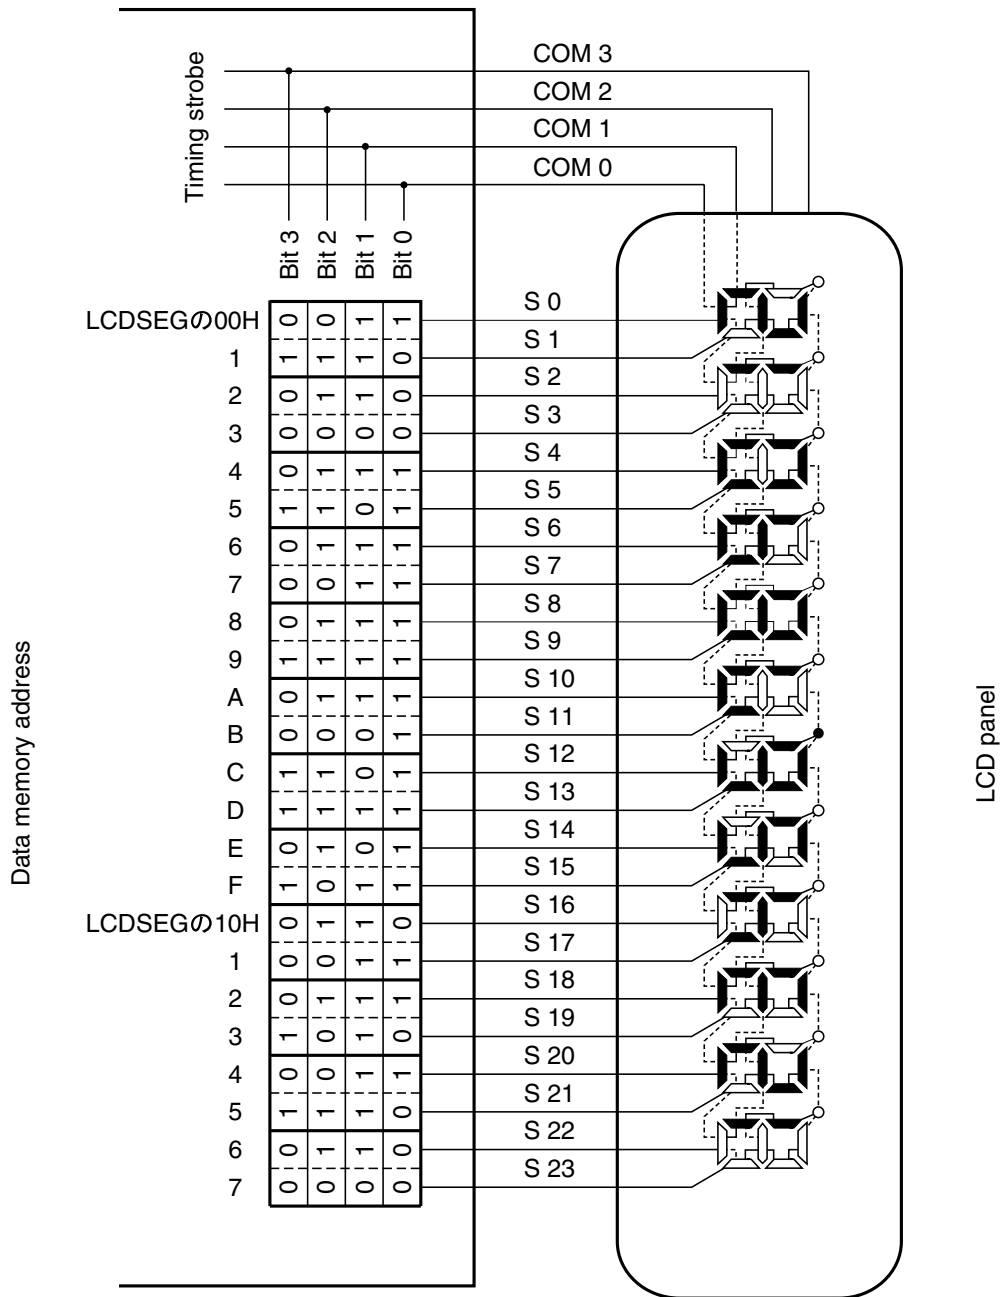 COM 3
COM 2
COM 1
COM 0
Timing strobe
Bit 3 Bit 2 Bit 1 Bit 0
LCDSEGの00H 0 0 1 1 S 0
1 1 1 1 0 S 1
2 0 1 1 0 S 2
3 0 0 0 0 S 3
4 0 1 1 1 S 4
5 1 1 0 1 S 5
6 0 1 1 1 S 6
7 0 0 1 1 S 7
8 0 1 1 1 S 8
9 1 1 1 1 S 9
A 0 1 1 1 S 10
B 0 0 0 1 S 11
C 1 1 0 1 S 12
D 1 1 1 1 S 13
E 0 1 0 1 S 14
F 1 0 1 1 S 15
LCDSEGの10H 0 1 1 0 S 16
1 0 0 1 1 S 17
2 0 1 1 1 S 18
3 1 0 1 0 S 19
4 0 0 1 1 S 20
5 1 1 1 0 S 21
6 0 1 1 0 S 22
7 0 0 0 0 S 23
Data memory address
LCD panel